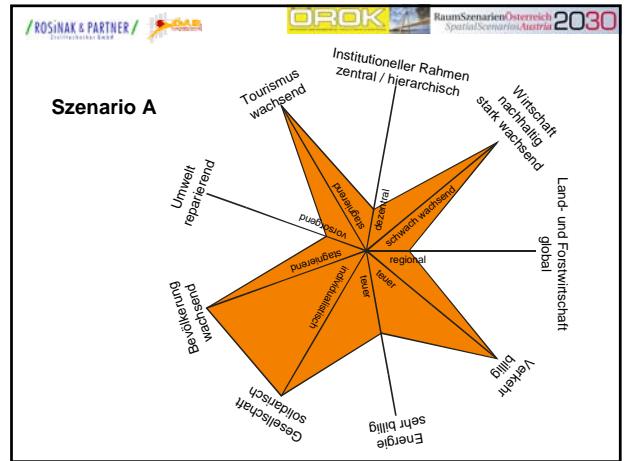 ROSiNAK & PARTNER
Ziviltechniker GmbH
ÖROK
RaumSzenarienÖsterreich
SpatialScenariosAustria
2030
Szenario A
Institutioneller Rahmen
zentral / hierarchisch
dezentral
Wirtschaft
nachhaltig
stark wachsend
schwach wachsend
Land- und Forstwirtschaft
global
regional
Verkehr
billig
teuer
Energie
sehr billig
teuer
Gesellschaft
solidarisch
individualistisch
Bevölkerung
wachsend
stagnierend
Umwelt
reparierend
vorsorgend
Tourismus
wachsend
stagnierend